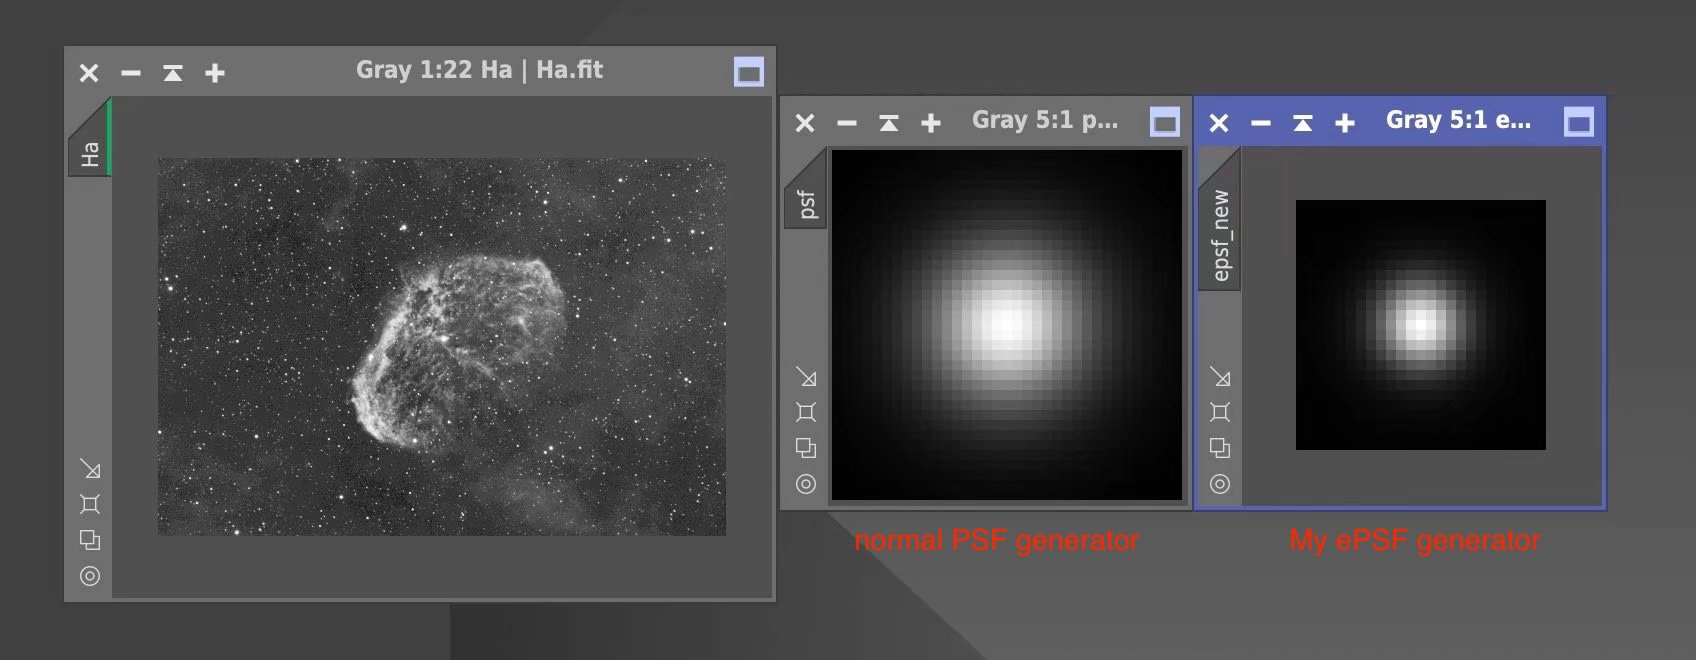 Gray 1:22 Ha | Ha.fit
Ha
Gray 5:1 p...
psf
Gray 5:1 e...
epsf_new
normal PSF generator
My ePSF generator